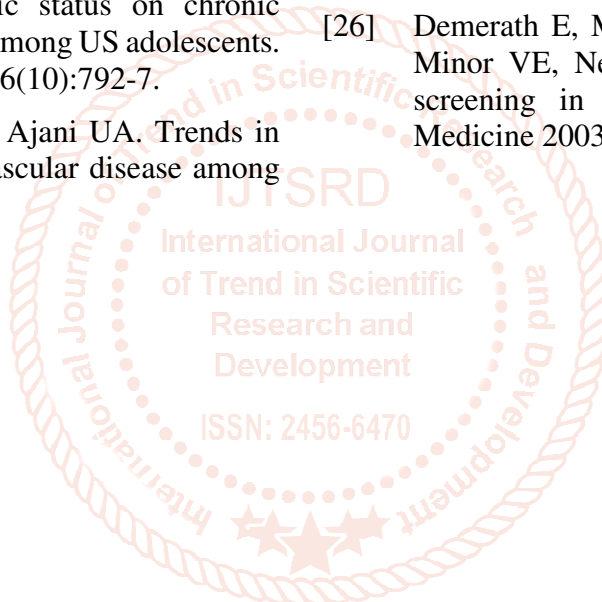 ic status on chronic
among US adolescents.
6(10):792-7.
Ajani UA. Trends in
ascular disease among
[26] Demerath E, M
Minor VE, Ne
screening in
Medicine 2003
International Journal of Trend in Scientific Research and Development
IJTSRD
International Journal
of Trend in Scientific
Research and
Development
ISSN: 2456-6470